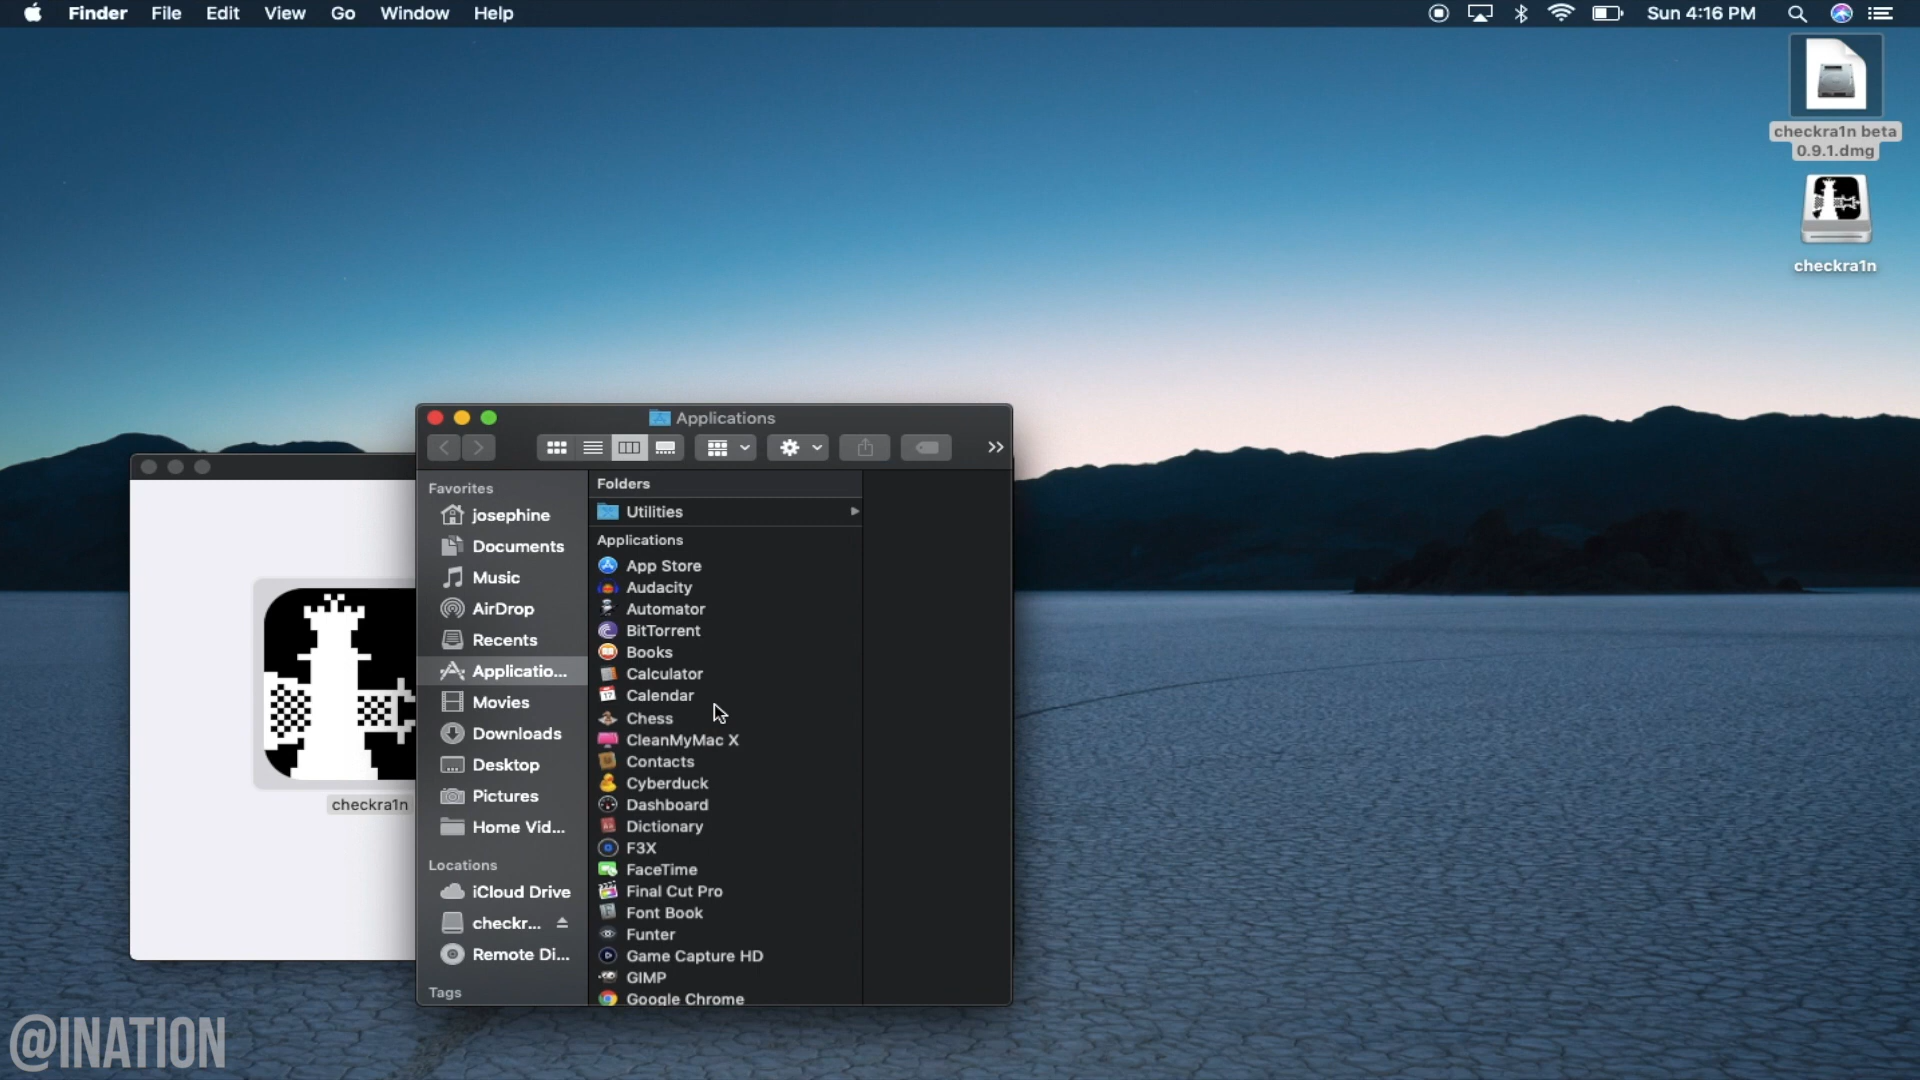 Finder File Edit View Go Window Help Sun 4:16 PM
checkra1n beta
0.9.1.dmg
checkra1n
checkra1n
Applications
Favorites
josephine
Documents
Music
AirDrop
Recents
Applicatio...
Movies
Downloads
Desktop
Pictures
Home Vid...
Locations
iCloud Drive
checkr...
Remote Di...
Tags
Folders
Utilities
Applications
App Store
Audacity
Automator
BitTorrent
Books
Calculator
Calendar
Chess
CleanMyMac X
Contacts
Cyberduck
Dashboard
Dictionary
F3X
FaceTime
Final Cut Pro
Font Book
Funter
Game Capture HD
GIMP
Google Chrome
@INATION